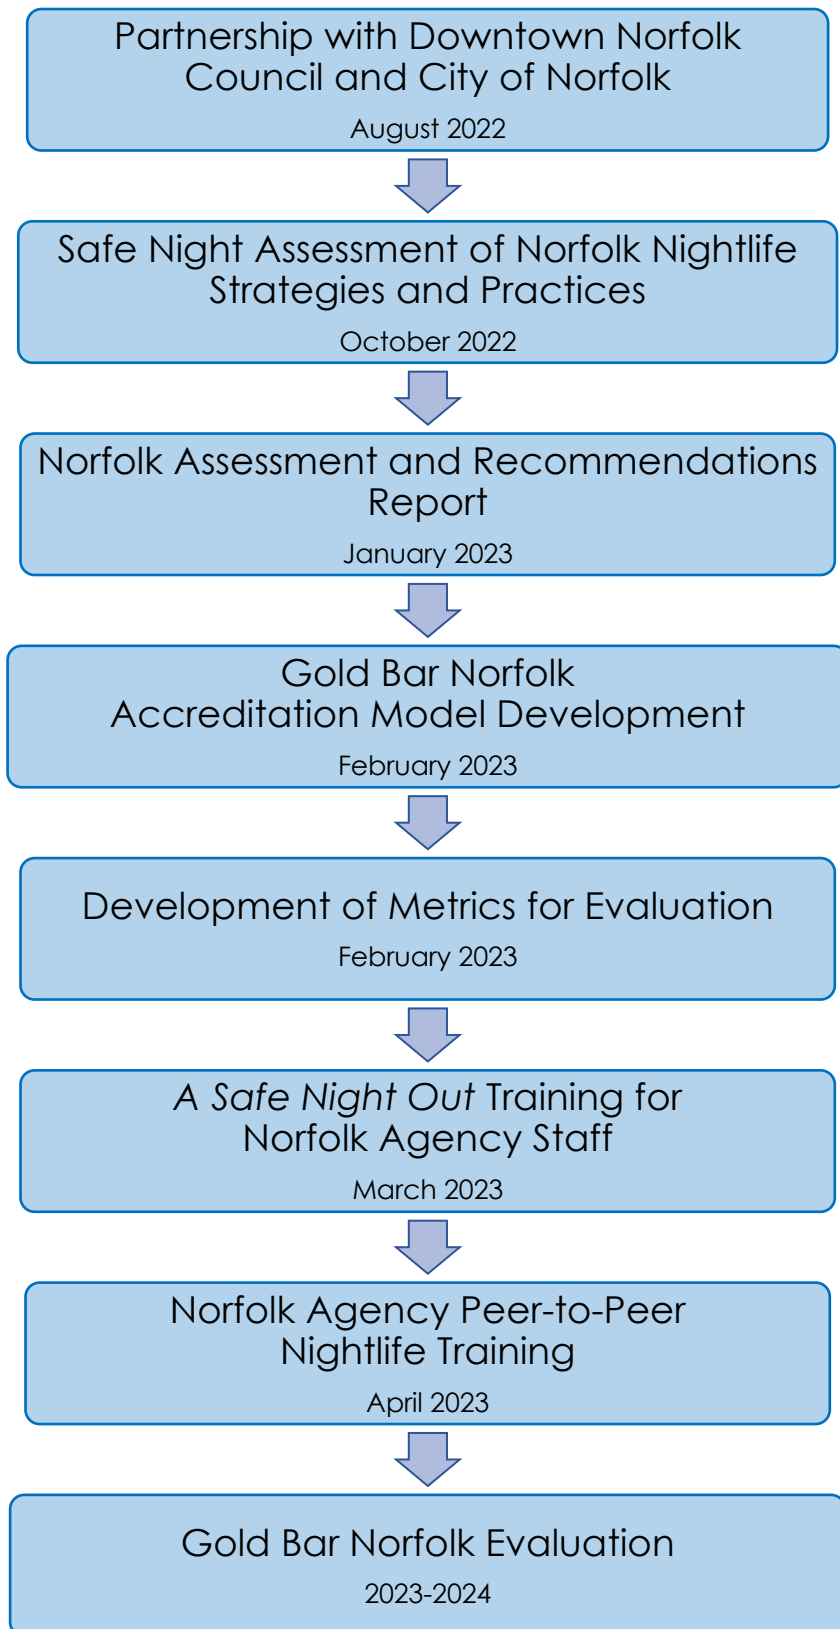 Partnership with Downtown Norfolk
Council and City of Norfolk
August 2022
Safe Night Assessment of Norfolk Nightlife
Strategies and Practices
October 2022
Norfolk Assessment and Recommendations
Report
January 2023
Gold Bar Norfolk
Accreditation Model Development
February 2023
Development of Metrics for Evaluation
February 2023
A Safe Night Out Training for
Norfolk Agency Staff
March 2023
Norfolk Agency Peer-to-Peer
Nightlife Training
April 2023
Gold Bar Norfolk Evaluation
2023-2024